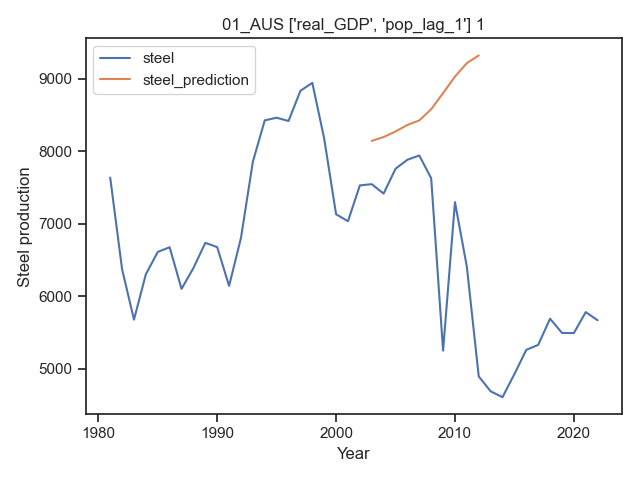 01_AUS ['real_GDP', 'pop_lag_1'] 1
steel
steel_prediction
9000
8000
7000
6000
5000
Steel production
1980
1990
2000
2010
2020
Year